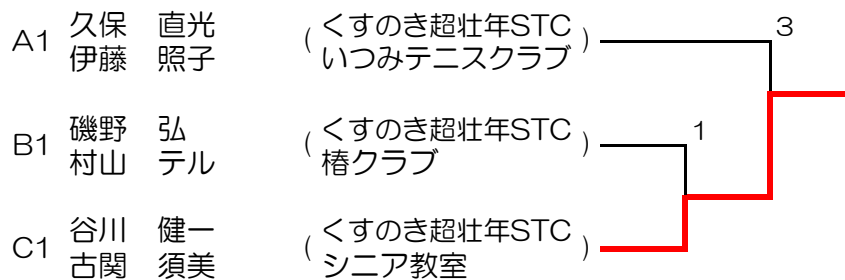 A1 久保 直光 ( くすのき超壮年STC ) 3
伊藤 照子 いつみテニスクラブ
B1 磯野 弘 ( くすのき超壮年STC ) 1
村山 テル 椿クラブ
C1 谷川 健一 ( くすのき超壮年STC )
古関 須美 シニア教室